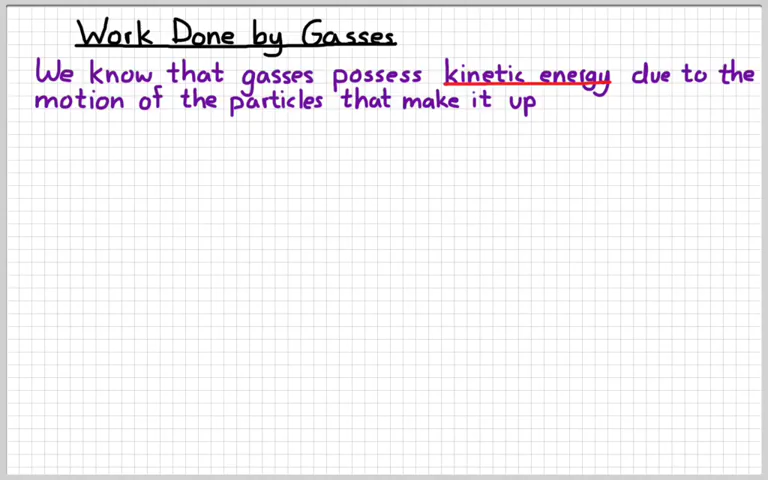 Work Done by Gasses
We know that gasses possess kinetic energy due to the
motion of the particles that make it up